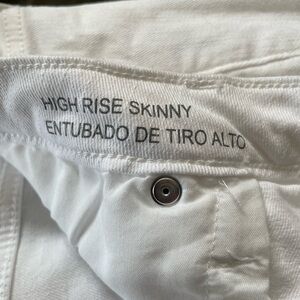 HIGH RISE SKINNY
ENTUBADO DE TIRO ALTO